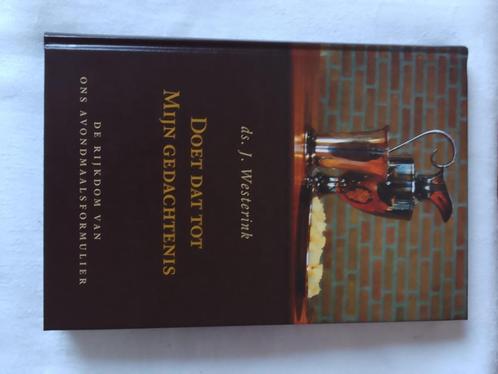 ds. J. Westerink
DOET DAT TOT
MIJN GEDACHTENIS
DE RIJKDOM VAN
ONS AVONDMAALSFORMULIER